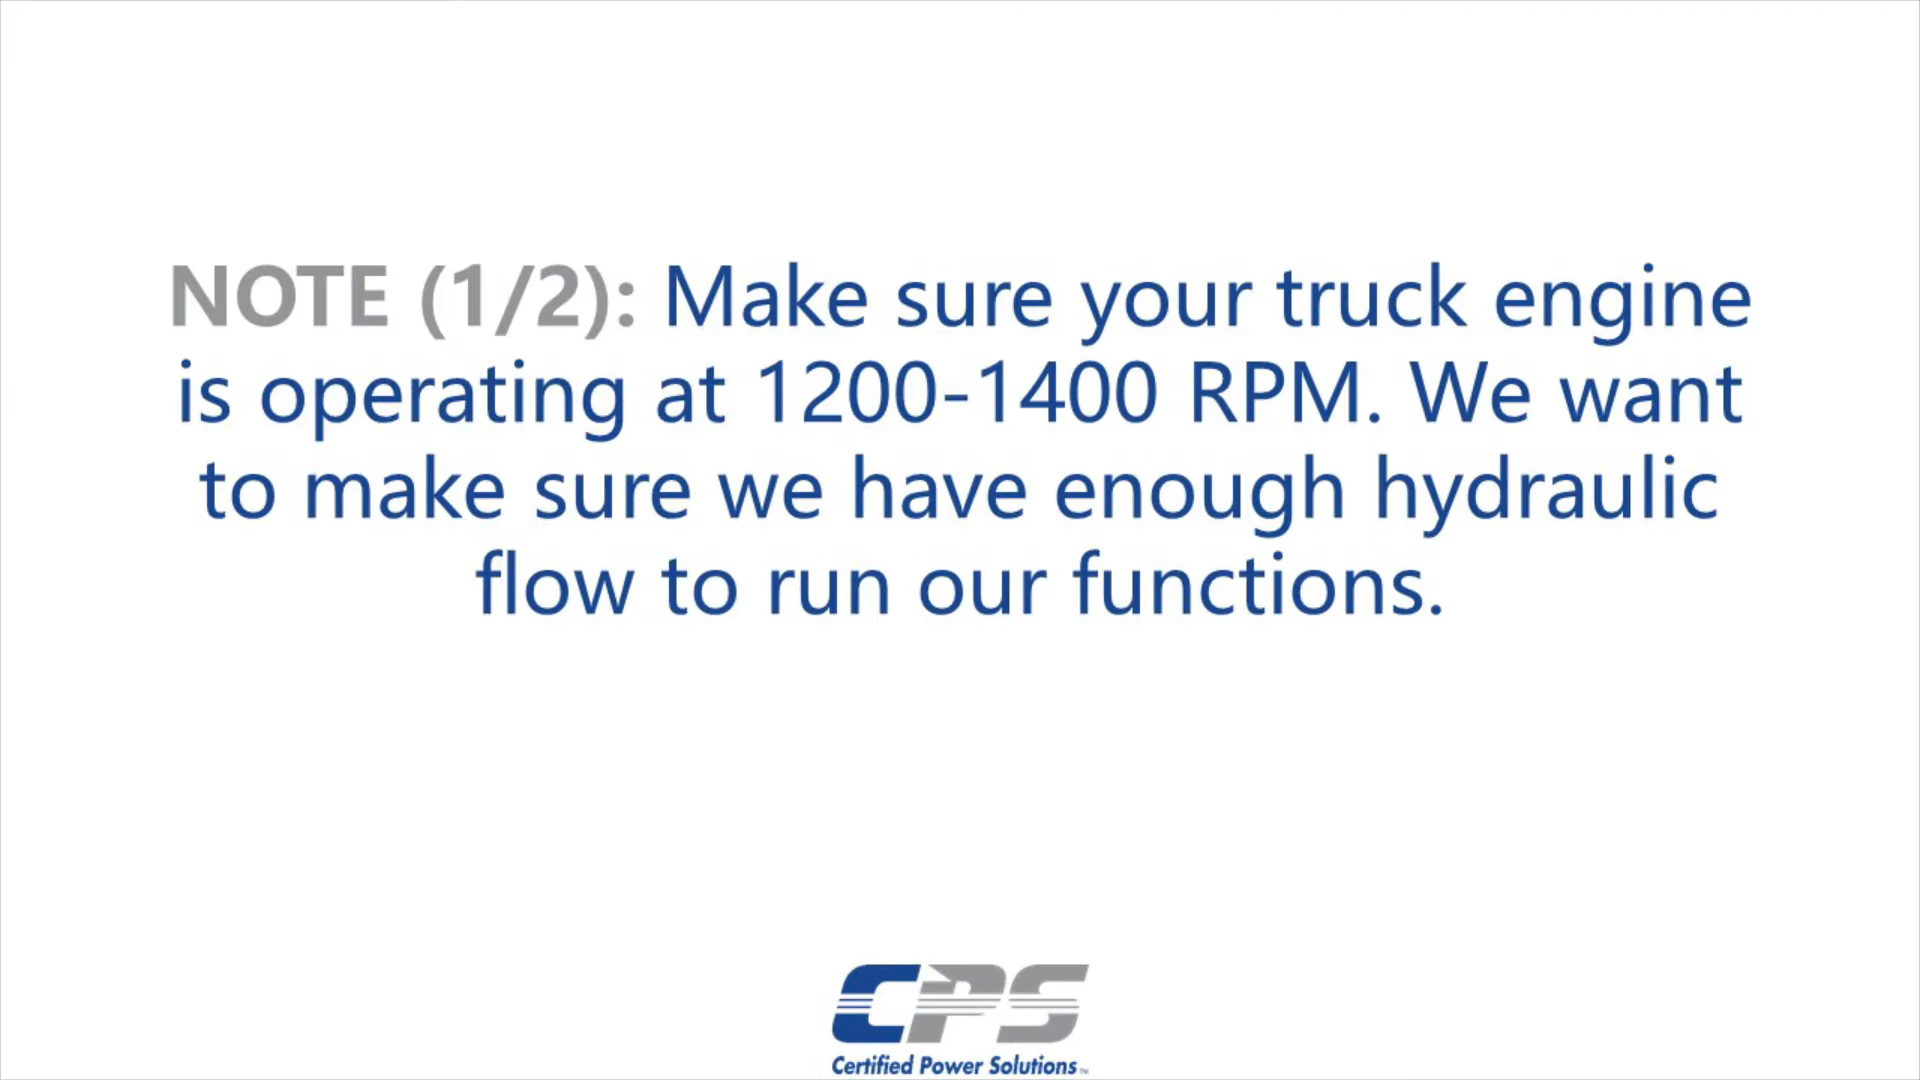 NOTE (1/2): Make sure your truck engine
is operating at 1200-1400 RPM. We want
to make sure we have enough hydraulic
flow to run our functions.
CPS
Certified Power Solutions™